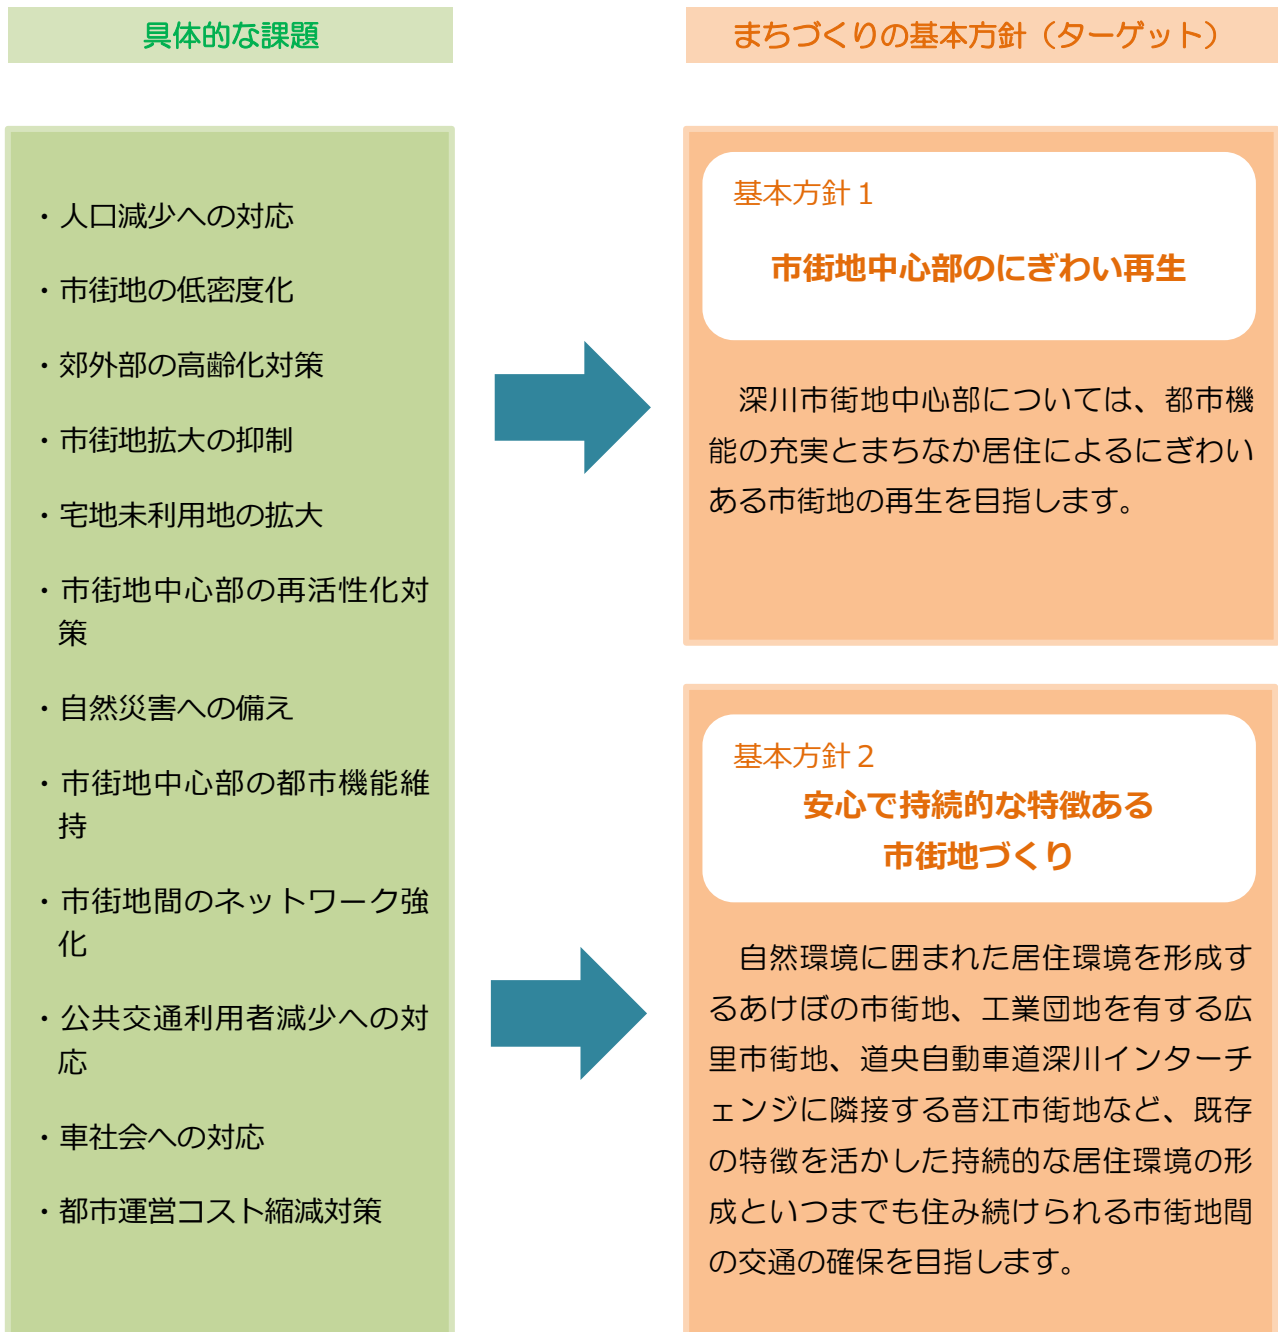 具体的な課題
・人口減少への対応
・市街地の低密度化
・郊外部の高齢化対策
・市街地拡大の抑制
・宅地未利用地の拡大
・市街地中心部の再活性化対
策
・自然災害への備え
・市街地中心部の都市機能維
持
・市街地間のネットワーク強
化
・公共交通利用者減少への対
応
・車社会への対応
・都市運営コスト縮減対策
まちづくりの基本方針（ターゲット）
基本方針１
市街地中心部のにぎわい再生
深川市街地中心部については、都市機
能の充実とまちなか居住によるにぎわい
ある市街地の再生を目指します。
基本方針２
安心で持続的な特徴ある
市街地づくり
自然環境に囲まれた居住環境を形成す
るあけぼの市街地、工業団地を有する広
里市街地、道央自動車道深川インターチ
ェンジに隣接する音江市街地など、既存
の特徴を活かした持続的な居住環境の形
成といつまでも住み続けられる市街地間
の交通の確保を目指します。